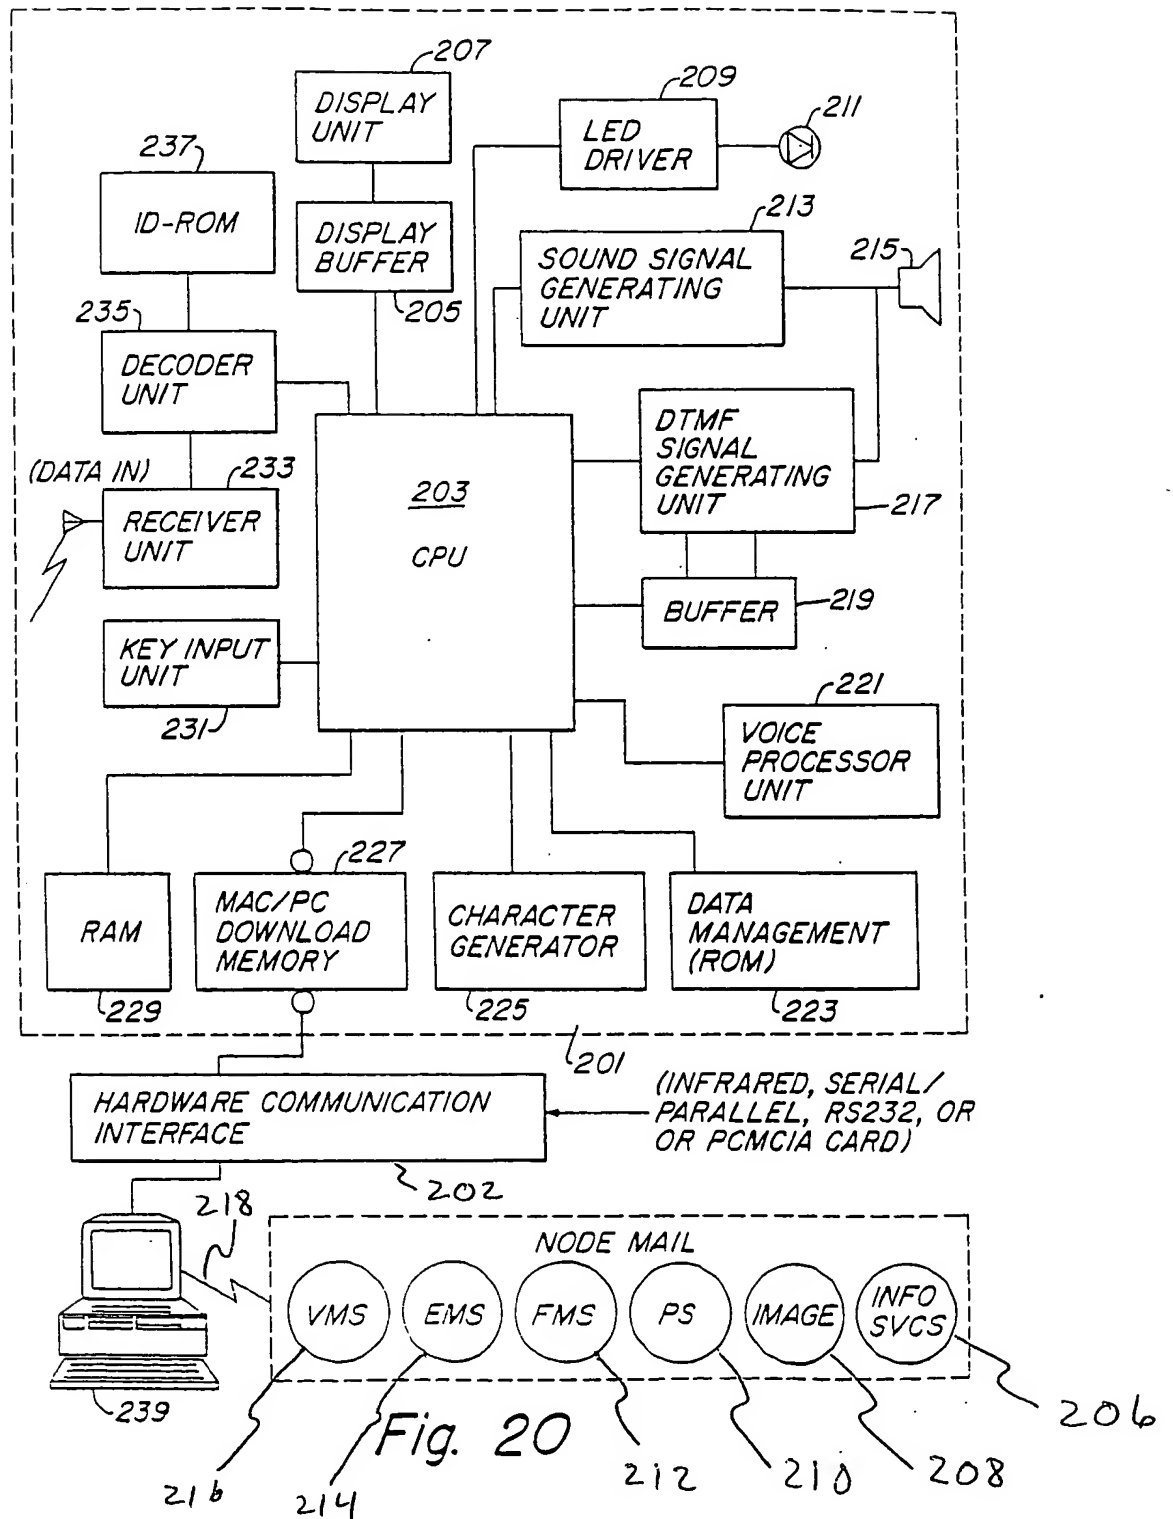 207
DISPLAY
UNIT
209
LED
DRIVER
211
237
ID-ROM
DISPLAY
BUFFER
205
213
SOUND SIGNAL
GENERATING
UNIT
215
235
DECODER
UNIT
(DATA IN)
233
RECEIVER
UNIT
203
CPU
DTMF
SIGNAL
GENERATING
UNIT
217
BUFFER
219
KEY INPUT
UNIT
231
221
VOICE
PROCESSOR
UNIT
RAM
229
227
MAC/PC
DOWNLOAD
MEMORY
CHARACTER
GENERATOR
225
DATA
MANAGEMENT
(ROM)
223
201
HARDWARE COMMUNICATION
INTERFACE
(INFRARED, SERIAL/
PARALLEL, RS232, OR
OR PCMCIA CARD)
202
218
239
NODE MAIL
VMS
EMS
FMS
PS
IMAGE
INFO
SVCS
206
Fig. 20
216
214
212
210
208